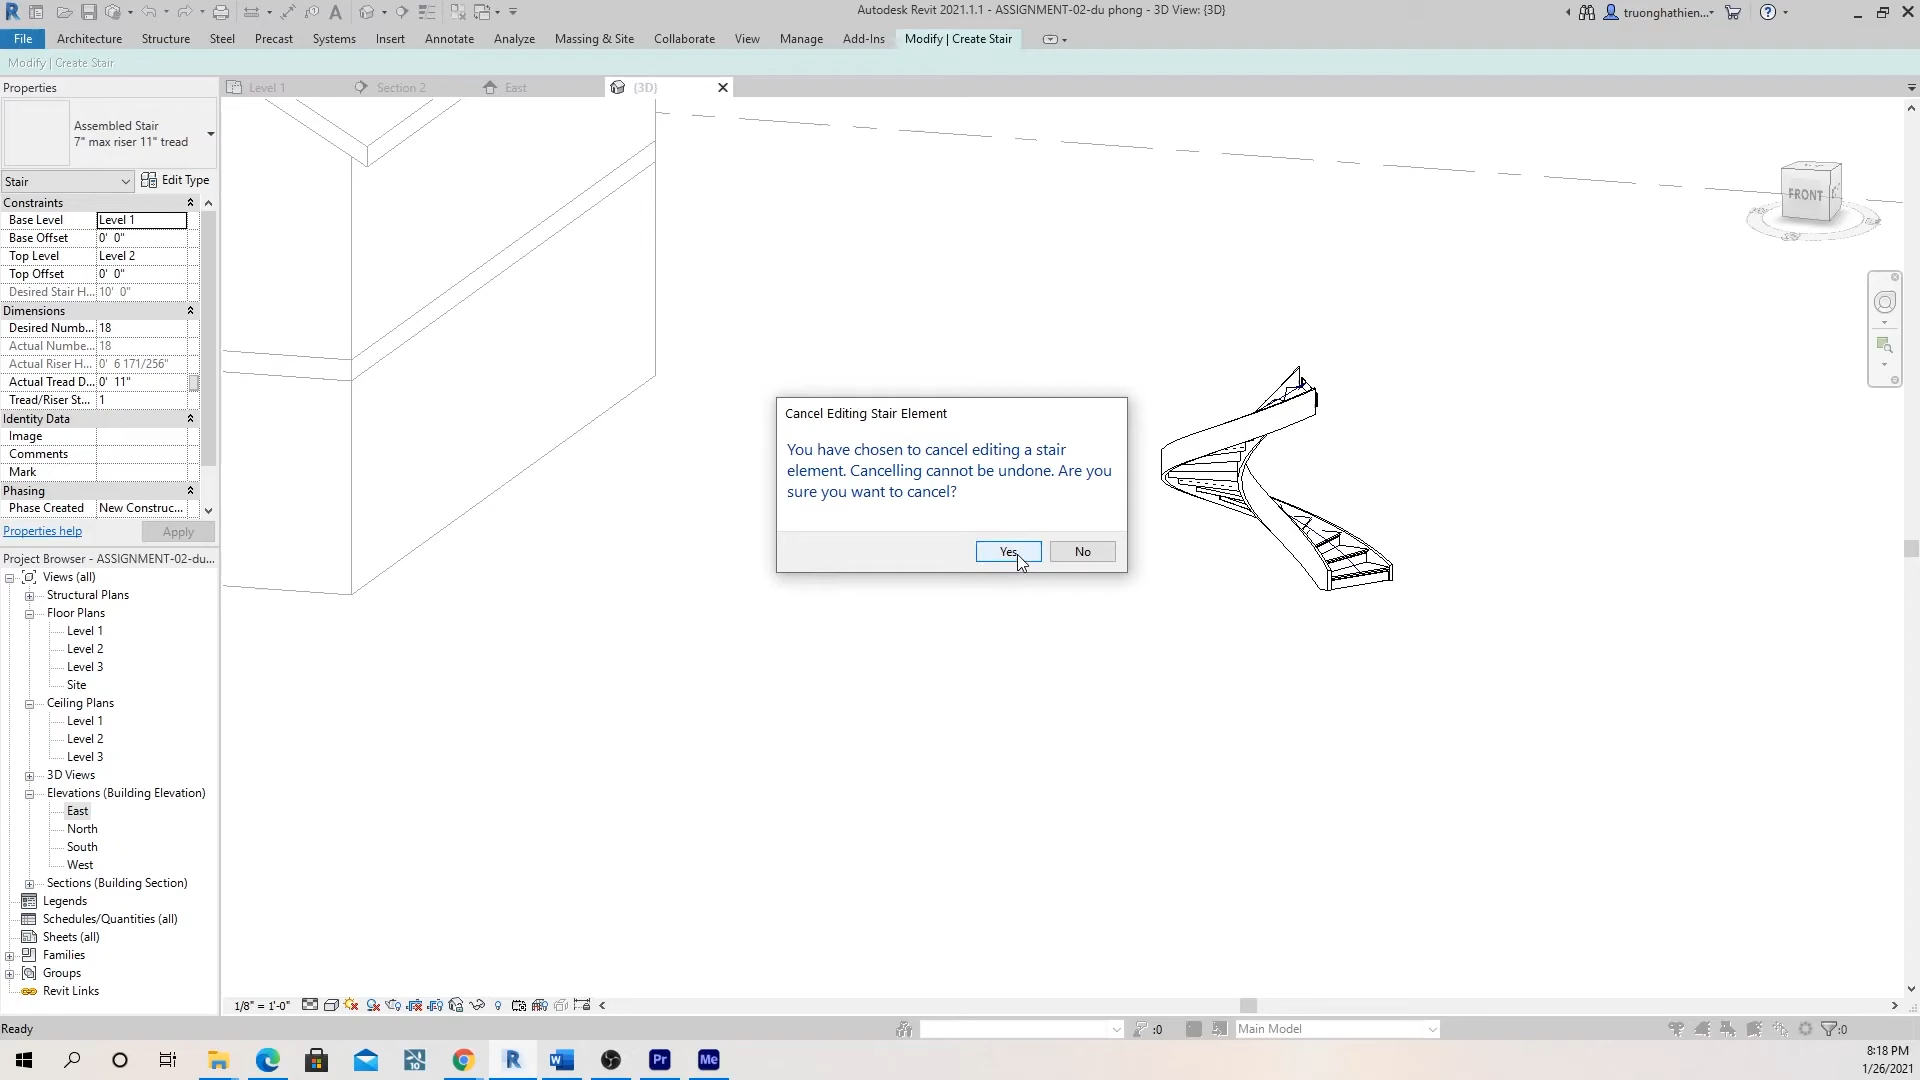 Autodesk Revit 2021.1.1 - ASSIGNMENT-02-du phong - 3D View: {3D}
truonghathien...
File Architecture Structure Steel Precast Systems Insert Annotate Analyze Massing & Site Collaborate View Manage Add-Ins Modify | Create Stair
Modify | Create Stair
Properties
Level 1
Section 2
East
{3D}
Assembled Stair
7" max riser 11" tread
Stair
Edit Type
Constraints
Base Level Level 1
Base Offset 0' 0"
Top Level Level 2
Top Offset 0' 0"
Desired Stair H... 10' 0"
Dimensions
Desired Numb... 18
Actual Numbe... 18
Actual Riser H... 0' 6 171/256"
Actual Tread D... 0' 11"
Tread/Riser St... 1
Identity Data
Image
Comments
Mark
Phasing
Phase Created New Construc...
Properties help
Apply
FRONT
Cancel Editing Stair Element
You have chosen to cancel editing a stair
element. Cancelling cannot be undone. Are you
sure you want to cancel?
Yes
No
Project Browser - ASSIGNMENT-02-du...
Views (all)
Structural Plans
Floor Plans
Level 1
Level 2
Level 3
Site
Ceiling Plans
Level 1
Level 2
Level 3
3D Views
Elevations (Building Elevation)
East
North
South
West
Sections (Building Section)
Legends
Schedules/Quantities (all)
Sheets (all)
Families
Groups
Revit Links
1/8" = 1'-0"
Ready
:0
Main Model
:0
8:18 PM
1/26/2021